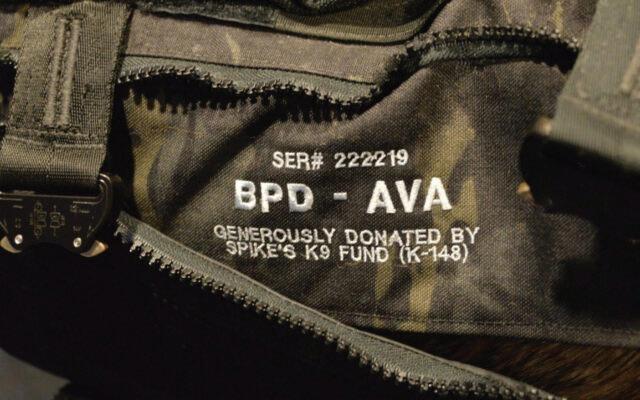 SER# 222219
BPD - AVA
GENEROUSLY DONATED BY
SPIKE'S K9 FUND (K-148)